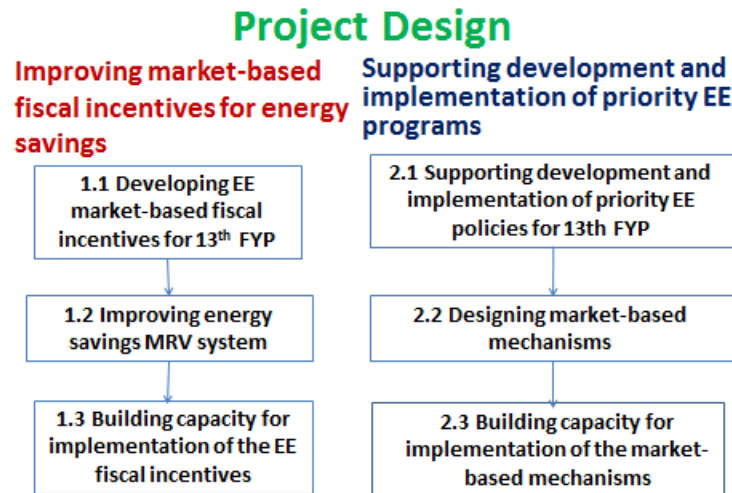 Project Design
Improving market-based
fiscal incentives for energy
savings
1.1 Developing EE
market-based fiscal
incentives for 13th FYP
1.2 Improving energy
savings MRV system
1.3 Building capacity for
implementation of the EE
fiscal incentives
Supporting development and
implementation of priority EE
programs
2.1 Supporting development and
implementation of priority EE
policies for 13th FYP
2.2 Designing market-based
mechanisms
2.3 Building capacity for
implementation of the market-
based mechanisms